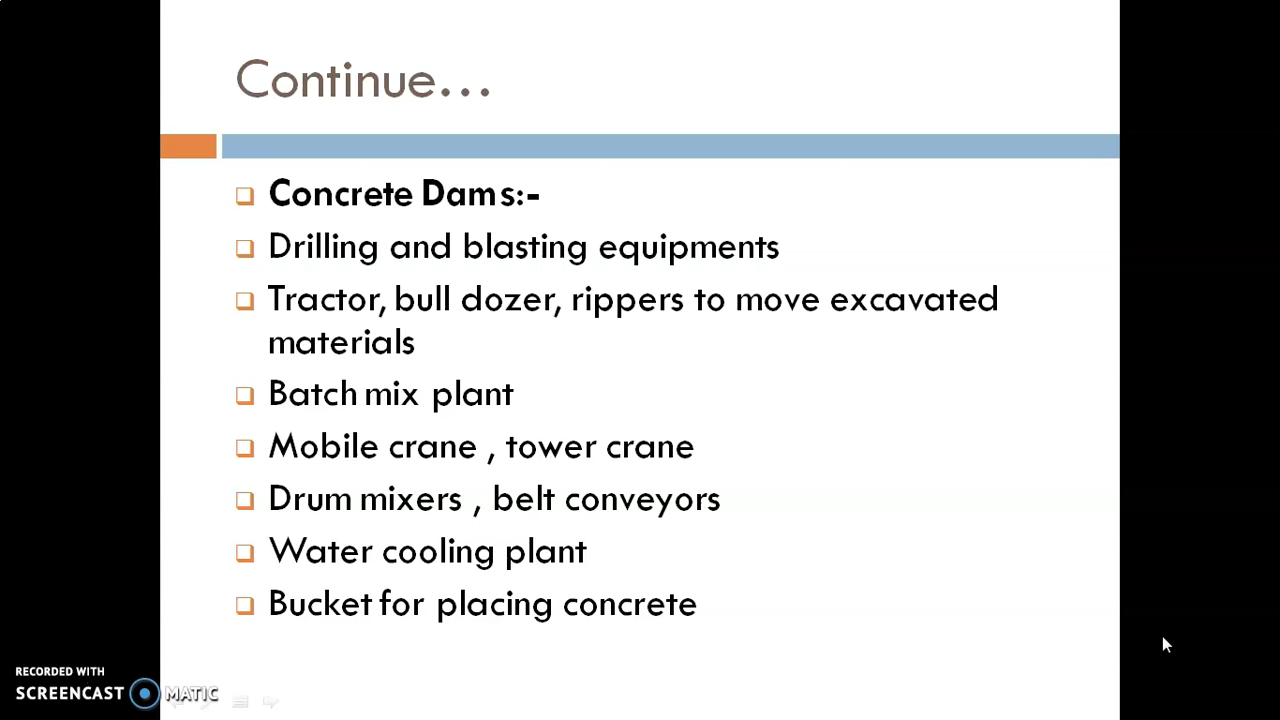 Continue...
Concrete Dams:-
Drilling and blasting equipments
Tractor, bull dozer, rippers to move excavated
materials
Batch mix plant
Mobile crane , tower crane
Drum mixers , belt conveyors
Water cooling plant
Bucket for placing concrete
RECORDED WITH
SCREENCAST MATIC